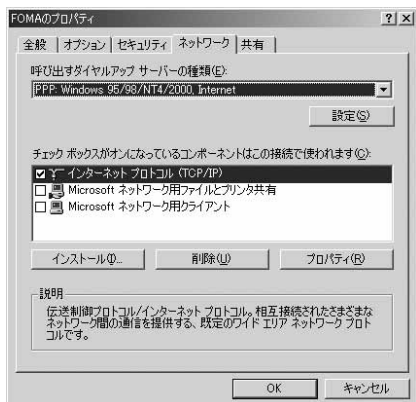 FOMAのプロパティ
全般 オプション セキュリティ ネットワーク 共有
呼び出すダイヤルアップ サーバーの種類(E):
PPP: Windows 95/98/NT4/2000, Internet
設定(S)
チェック ボックスがオンになっているコンポーネントはこの接続で使われます(C):
インターネット プロトコル (TCP/IP)
Microsoft ネットワーク用ファイルとプリンタ共有
Microsoft ネットワーク用クライアント
インストール(I)... 削除(U) プロパティ(R)
説明
伝送制御プロトコル/インターネット プロトコル。相互接続されたさまざまな
ネットワーク間の通信を提供する、既定のワイド エリア ネットワーク プロト
コルです。
OK キャンセル